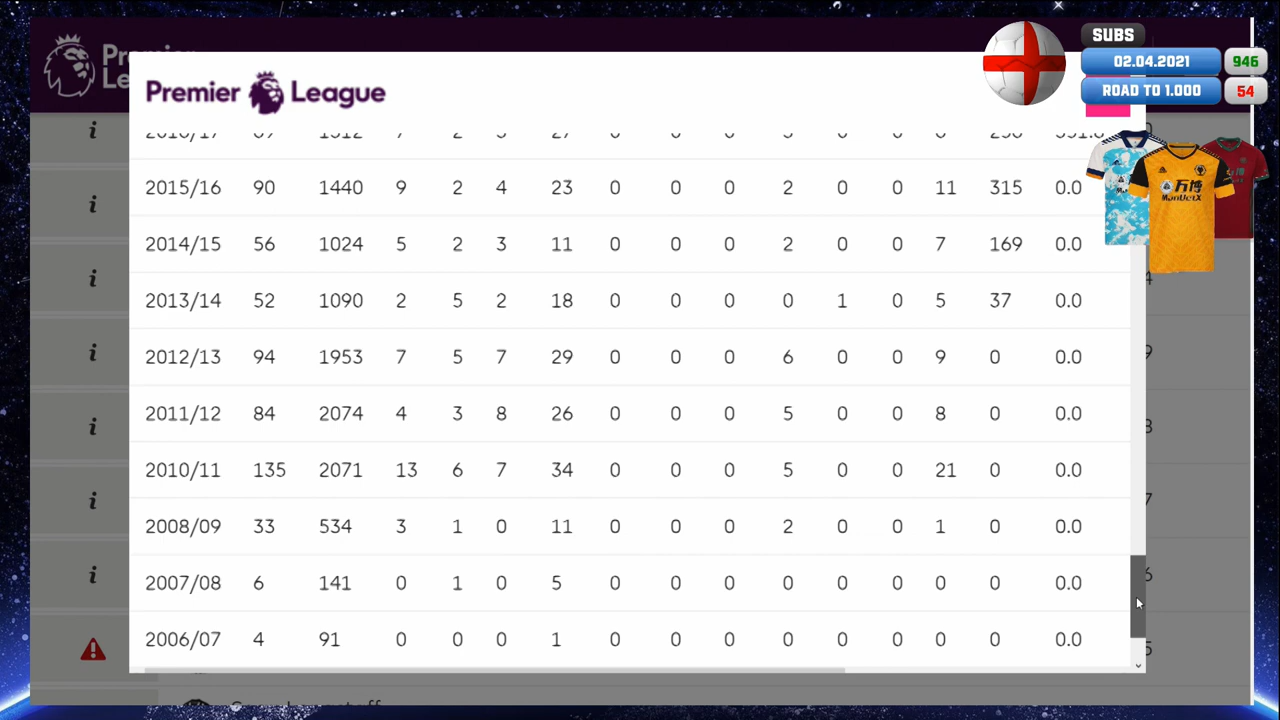 SUBS
02.04.2021 946
ROAD TO 1.000 54
Premier League
2015/16 90 1440 9 2 4 23 0 0 0 2 0 0 11 315 0.0
2014/15 56 1024 5 2 3 11 0 0 0 2 0 0 7 169 0.0
2013/14 52 1090 2 5 2 18 0 0 0 0 1 0 5 37 0.0
2012/13 94 1953 7 5 7 29 0 0 0 6 0 0 9 0 0.0
2011/12 84 2074 4 3 8 26 0 0 0 5 0 0 8 0 0.0
2010/11 135 2071 13 6 7 34 0 0 0 5 0 0 21 0 0.0
2008/09 33 534 3 1 0 11 0 0 0 2 0 0 1 0 0.0
2007/08 6 141 0 1 0 5 0 0 0 0 0 0 0 0 0.0
2006/07 4 91 0 0 0 1 0 0 0 0 0 0 0 0 0.0
万博
ManBetX